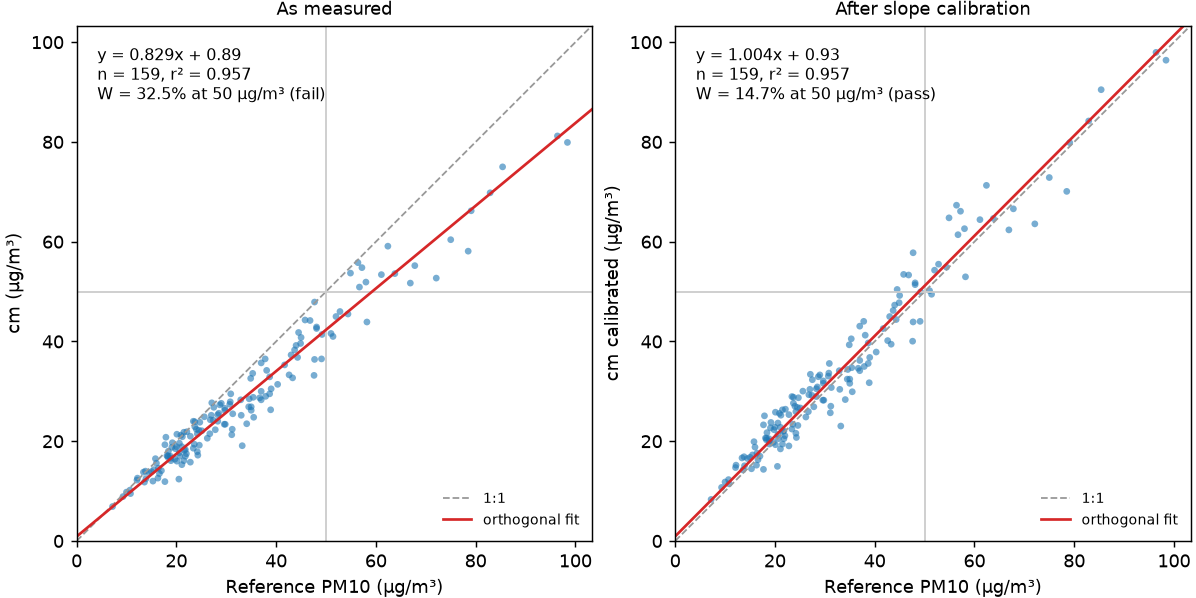 As measured
y = 0.829x + 0.89
n = 159, r² = 0.957
W = 32.5% at 50 µg/m³ (fail)
100
80
60
40
20
0
cm (µg/m³)
1:1
orthogonal fit
0 20 40 60 80 100
Reference PM10 (µg/m³)
After slope calibration
y = 1.004x + 0.93
n = 159, r² = 0.957
W = 14.7% at 50 µg/m³ (pass)
100
80
60
40
20
0
cm calibrated (µg/m³)
1:1
orthogonal fit
0 20 40 60 80 100
Reference PM10 (µg/m³)